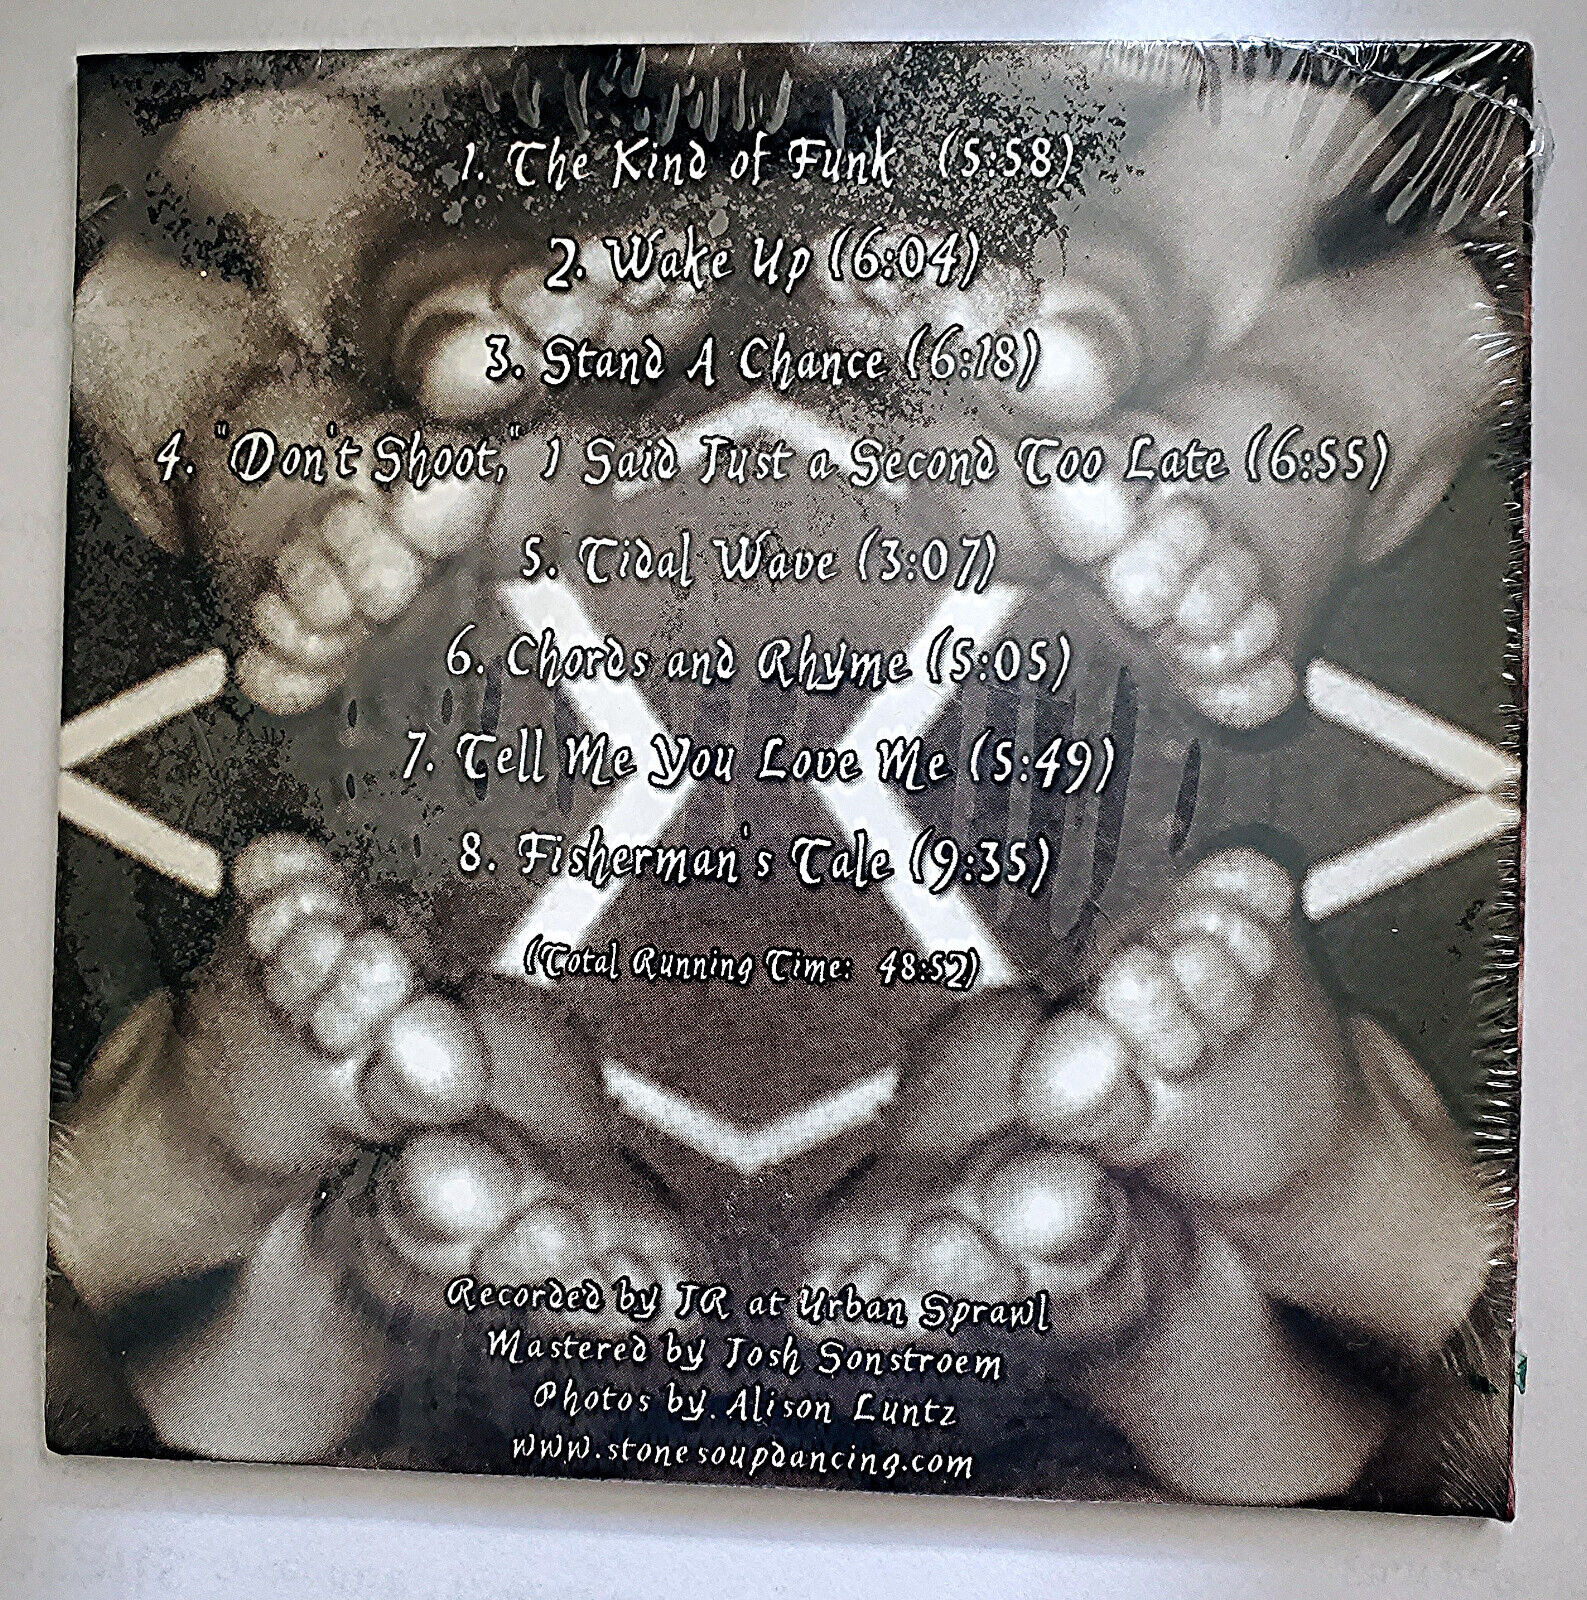 1. The Kind of Funk (5:58)
2. Wake Up (6:04)
3. Stand A Chance (6:18)
4. "Don't Shoot," I Said Just a Second Too Late (6:55)
5. Tidal Wave (3:07)
6. Chords and Rhyme (5:05)
7. Tell Me You Love Me (5:49)
8. Fisherman's Tale (9:35)
(Total Running Time: 48:52)
Recorded by JR at Urban Sprawl
Mastered by Josh Sonstroem
Photos by Alison Luntz
www.stonesoupdancing.com